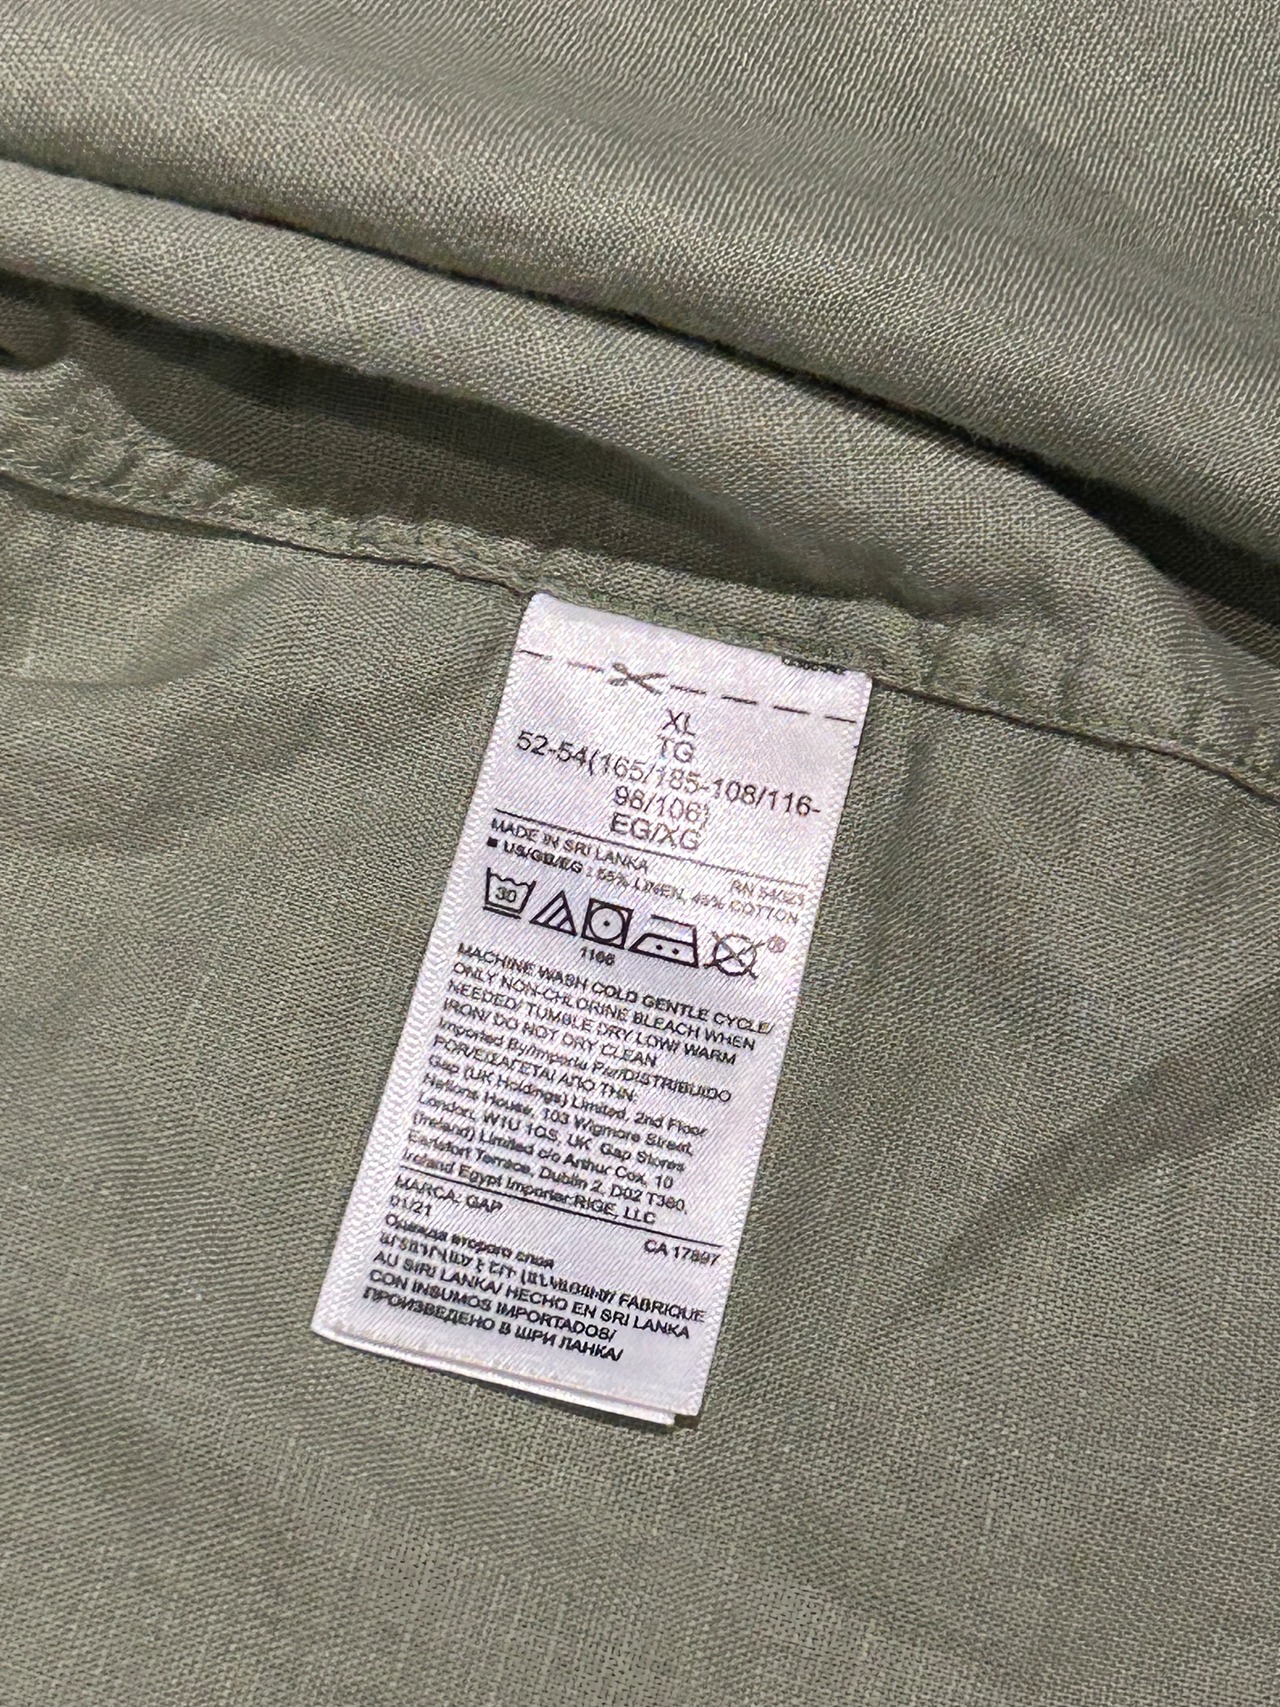 XL
TG
52-54(165/185-108/116-
98/106)
EG/XG
MADE IN SRI LANKA
RN 54023
■ US/GB/EG : 55% LINEN, 45% COTTON
30
1106
MACHINE WASH COLD GENTLE CYCLE/
ONLY NON-CHLORINE BLEACH WHEN
NEEDED/ TUMBLE DRY LOW/ WARM
IRON/ DO NOT DRY CLEAN
Imported By/Importé Par/DISTRIBUIDO
POR/ΕΙΣΑΓΕΤΑΙ ΑΠΟ ΤΗΝ:
Gap (UK Holdings) Limited, 2nd Floor
Nations House, 103 Wigmore Street,
London, W1U 1QS, UK Gap Stores
(Ireland) Limited c/o Arthur Cox, 10
Earlsfort Terrace, Dublin 2, D02 T380,
Ireland Egypt Importer RIGE, LLC
MARCA: GAP
CA 17897
01/21
Одежда второго слоя
FABRIQUE
AU SRI LANKA/ HECHO EN SRI LANKA
CON INSUMOS IMPORTADOS/
ПРОИЗВЕДЕНО В ШРИ ЛАНКА/